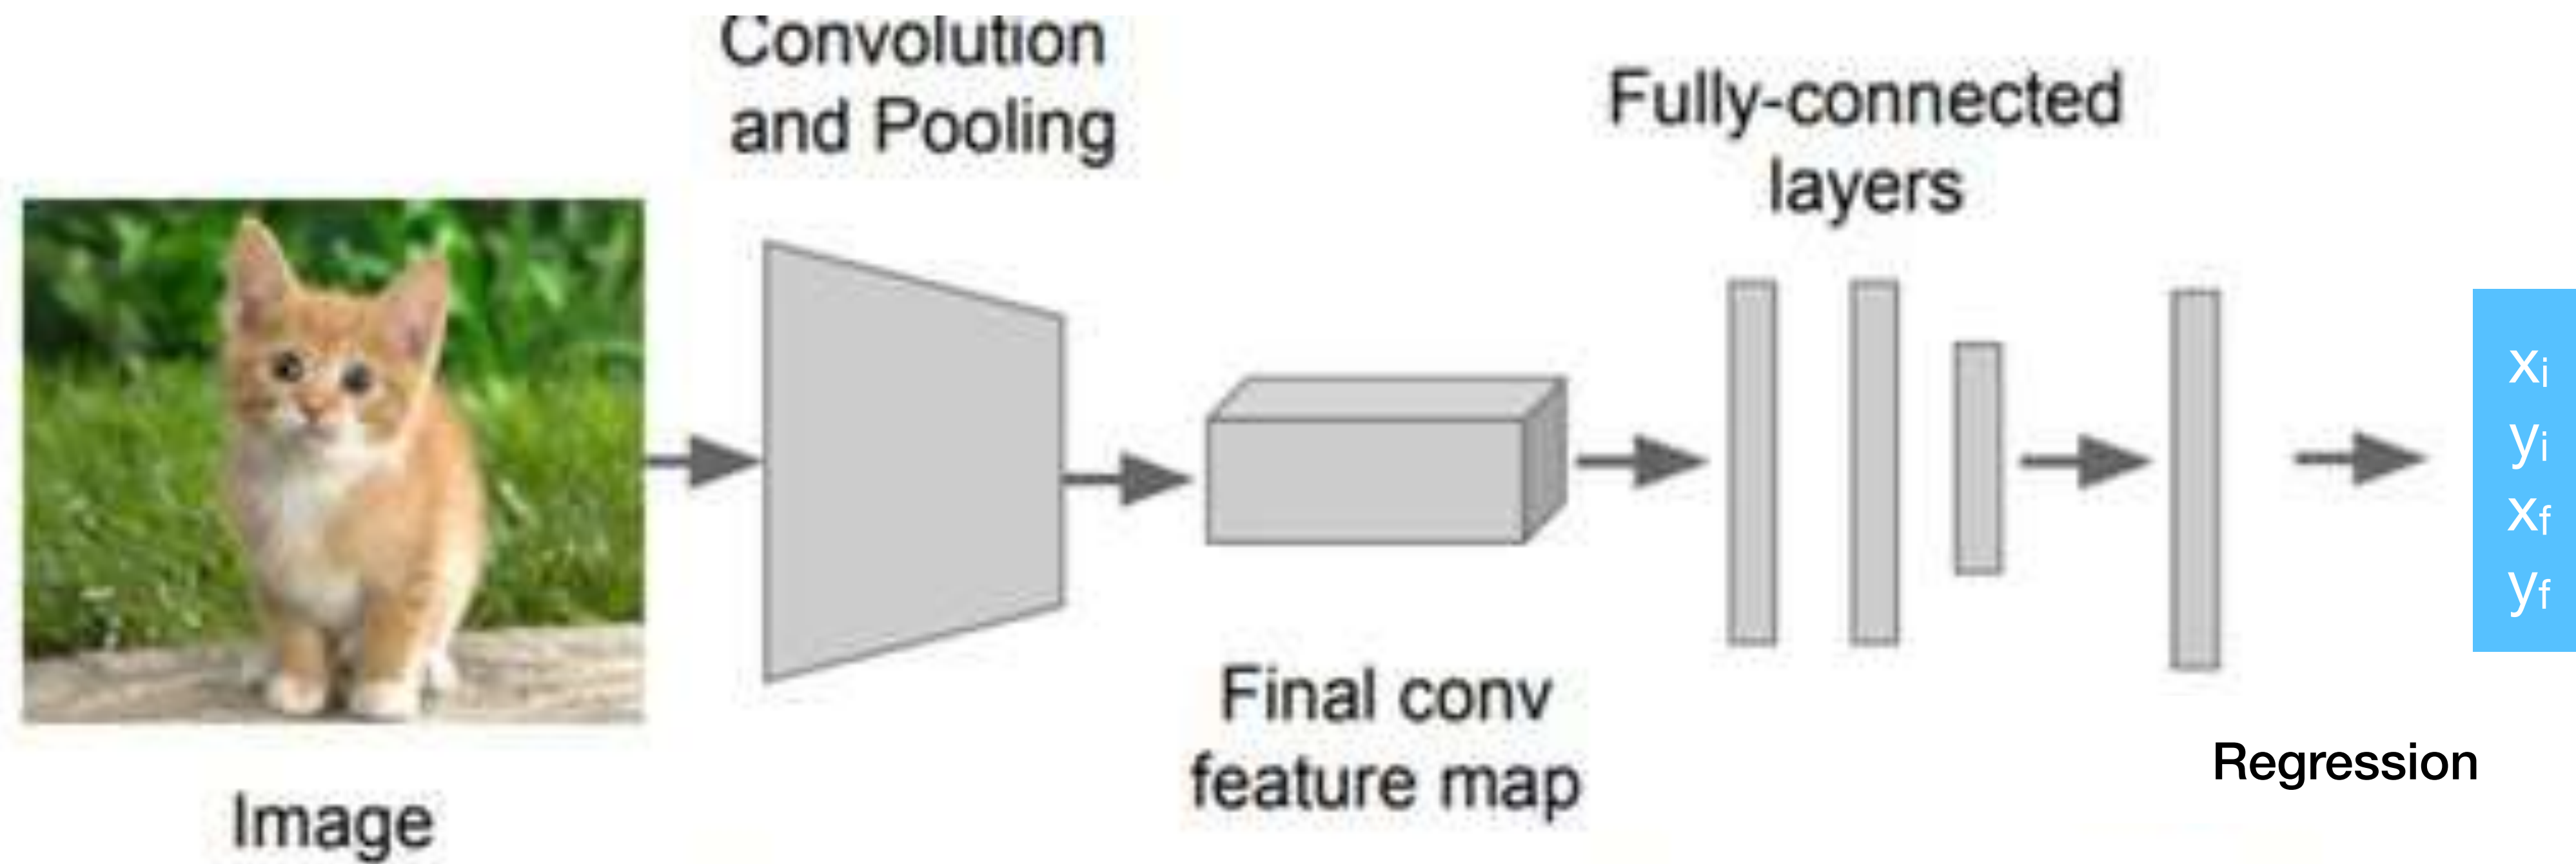 Convolution
and Pooling
Fully-connected
layers
xi
yi
xf
yf
Final conv
feature map
Regression
Image